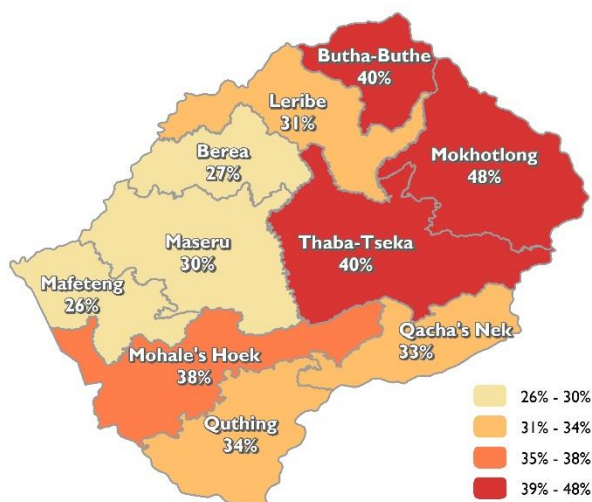 Butha-Buthe
40%
Leribe
31%
Berea
27%
Mokhotlong
48%
Maseru
30%
Thaba-Tseka
40%
Mafeteng
26%
Qacha's Nek
33%
Mohale's Hoek
38%
Quthing
34%
26% - 30%
31% - 34%
35% - 38%
39% - 48%